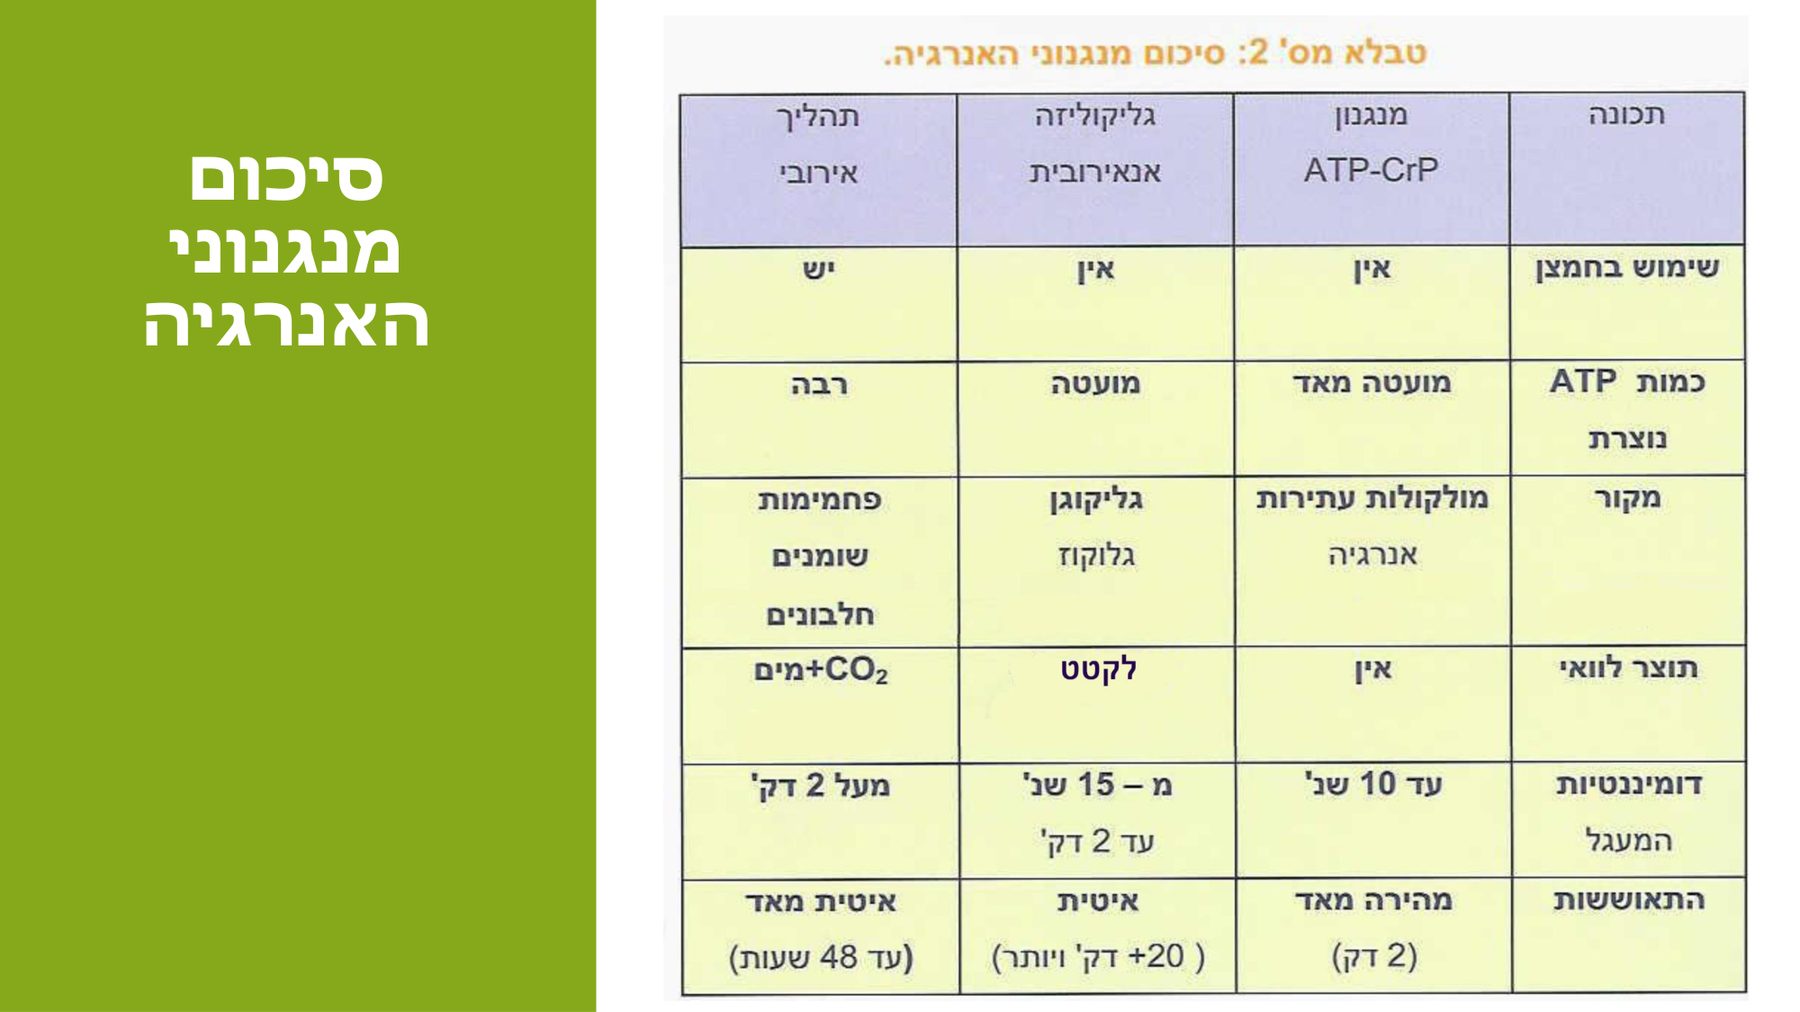 סיכום
מנגנוני
האנרגיה
טבלא מס' 2: סיכום מנגנוני האנרגיה.
תכונה
מנגנון
ATP-CrP
גליקוליזה
אנאירובית
תהליך
אירובי
שימוש בחמצן
אין
אין
יש
כמות ATP
נוצרת
מועטה מאד
מועטה
רבה
מקור
מולקולות עתירות
אנרגיה
גליקוגן
גלוקוז
פחמימות
שומנים
חלבונים
תוצר לוואי
אין
לקטט
CO₂+מים
דומיננטיות
המעגל
עד 10 שנ'
מ – 15 שנ'
עד 2 דק'
מעל 2 דק'
התאוששות
מהירה מאד
(2 דק)
איטית
( 20+ דק' ויותר)
איטית מאד
(עד 48 שעות)